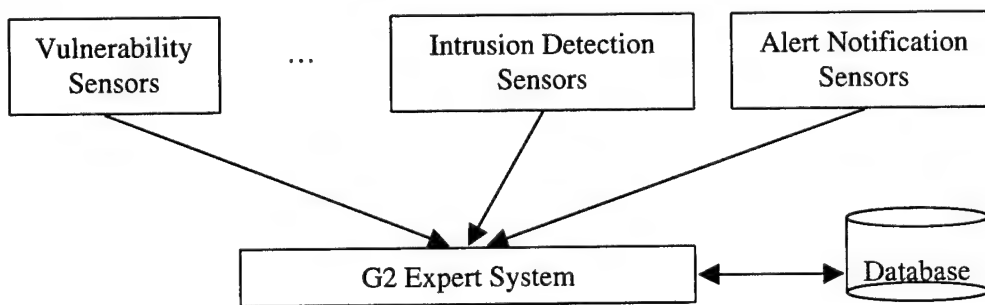 Vulnerability
Sensors
...
Intrusion Detection
Sensors
Alert Notification
Sensors
G2 Expert System
Database